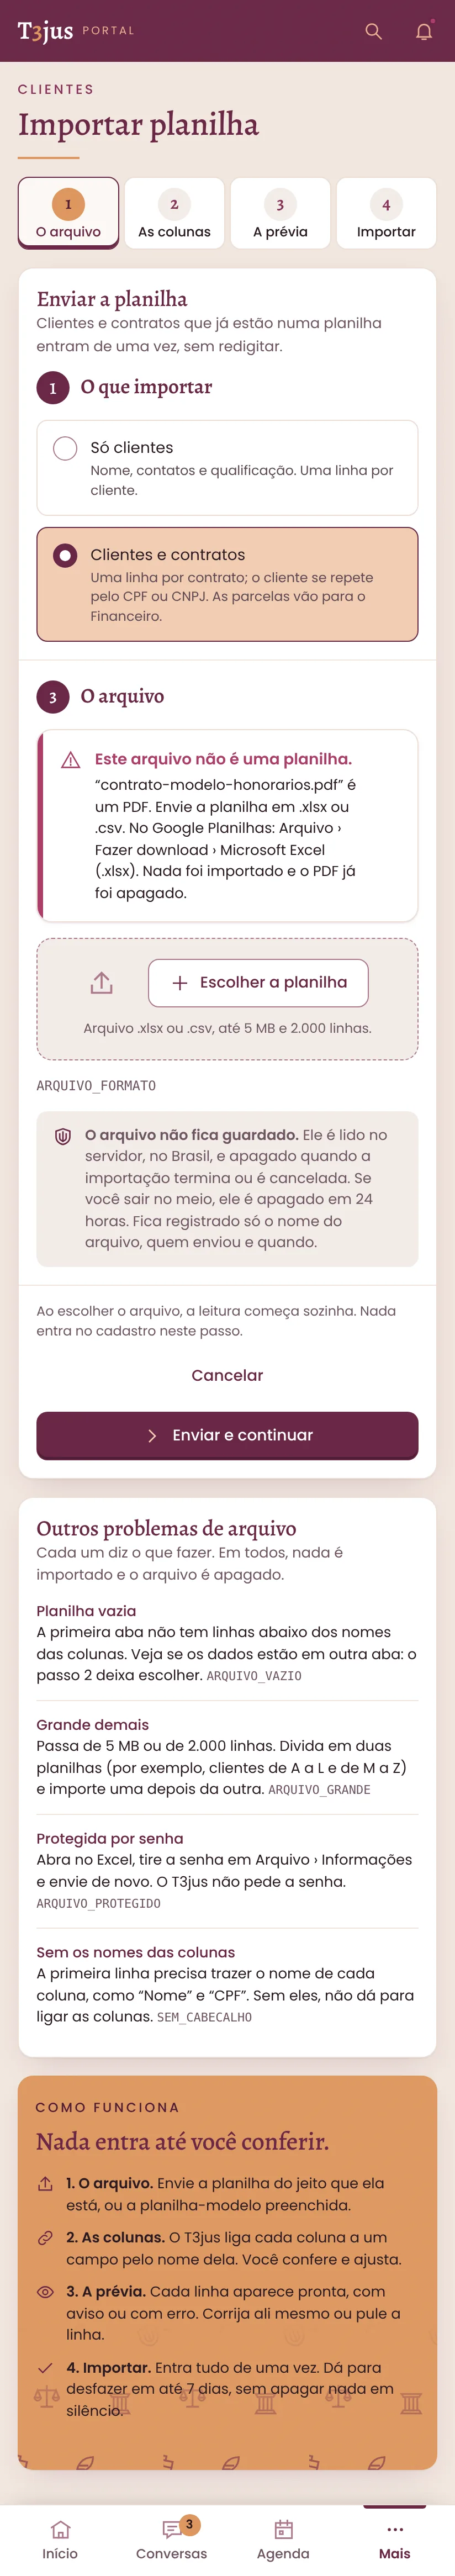 T3jus PORTAL
CLIENTES
Importar planilha
1
O arquivo
2
As colunas
3
A prévia
4
Importar
Enviar a planilha
Clientes e contratos que já estão numa planilha
entram de uma vez, sem redigitar.
1 O que importar
Só clientes
Nome, contatos e qualificação. Uma linha por
cliente.
Clientes e contratos
Uma linha por contrato; o cliente se repete
pelo CPF ou CNPJ. As parcelas vão para o
Financeiro.
3 O arquivo
Este arquivo não é uma planilha.
“contrato-modelo-honorarios.pdf” é
um PDF. Envie a planilha em .xlsx ou
.csv. No Google Planilhas: Arquivo ›
Fazer download › Microsoft Excel
(.xlsx). Nada foi importado e o PDF já
foi apagado.
Escolher a planilha
Arquivo .xlsx ou .csv, até 5 MB e 2.000 linhas.
ARQUIVO_FORMATO
O arquivo não fica guardado. Ele é lido no
servidor, no Brasil, e apagado quando a
importação termina ou é cancelada. Se
você sair no meio, ele é apagado em 24
horas. Fica registrado só o nome do
arquivo, quem enviou e quando.
Ao escolher o arquivo, a leitura começa sozinha. Nada
entra no cadastro neste passo.
Cancelar
Enviar e continuar
Outros problemas de arquivo
Cada um diz o que fazer. Em todos, nada é
importado e o arquivo é apagado.
Planilha vazia
A primeira aba não tem linhas abaixo dos nomes
das colunas. Veja se os dados estão em outra aba: o
passo 2 deixa escolher. ARQUIVO_VAZIO
Grande demais
Passa de 5 MB ou de 2.000 linhas. Divida em duas
planilhas (por exemplo, clientes de A a L e de M a Z)
e importe uma depois da outra. ARQUIVO_GRANDE
Protegida por senha
Abra no Excel, tire a senha em Arquivo › Informações
e envie de novo. O T3jus não pede a senha.
ARQUIVO_PROTEGIDO
Sem os nomes das colunas
A primeira linha precisa trazer o nome de cada
coluna, como “Nome” e “CPF”. Sem eles, não dá para
ligar as colunas. SEM_CABECALHO
COMO FUNCIONA
Nada entra até você conferir.
1. O arquivo. Envie a planilha do jeito que ela
está, ou a planilha-modelo preenchida.
2. As colunas. O T3jus liga cada coluna a um
campo pelo nome dela. Você confere e ajusta.
3. A prévia. Cada linha aparece pronta, com
aviso ou com erro. Corrija ali mesmo ou pule a
linha.
4. Importar. Entra tudo de uma vez. Dá para
desfazer em até 7 dias, sem apagar nada em
silêncio.
Início
3
Conversas
Agenda
Mais